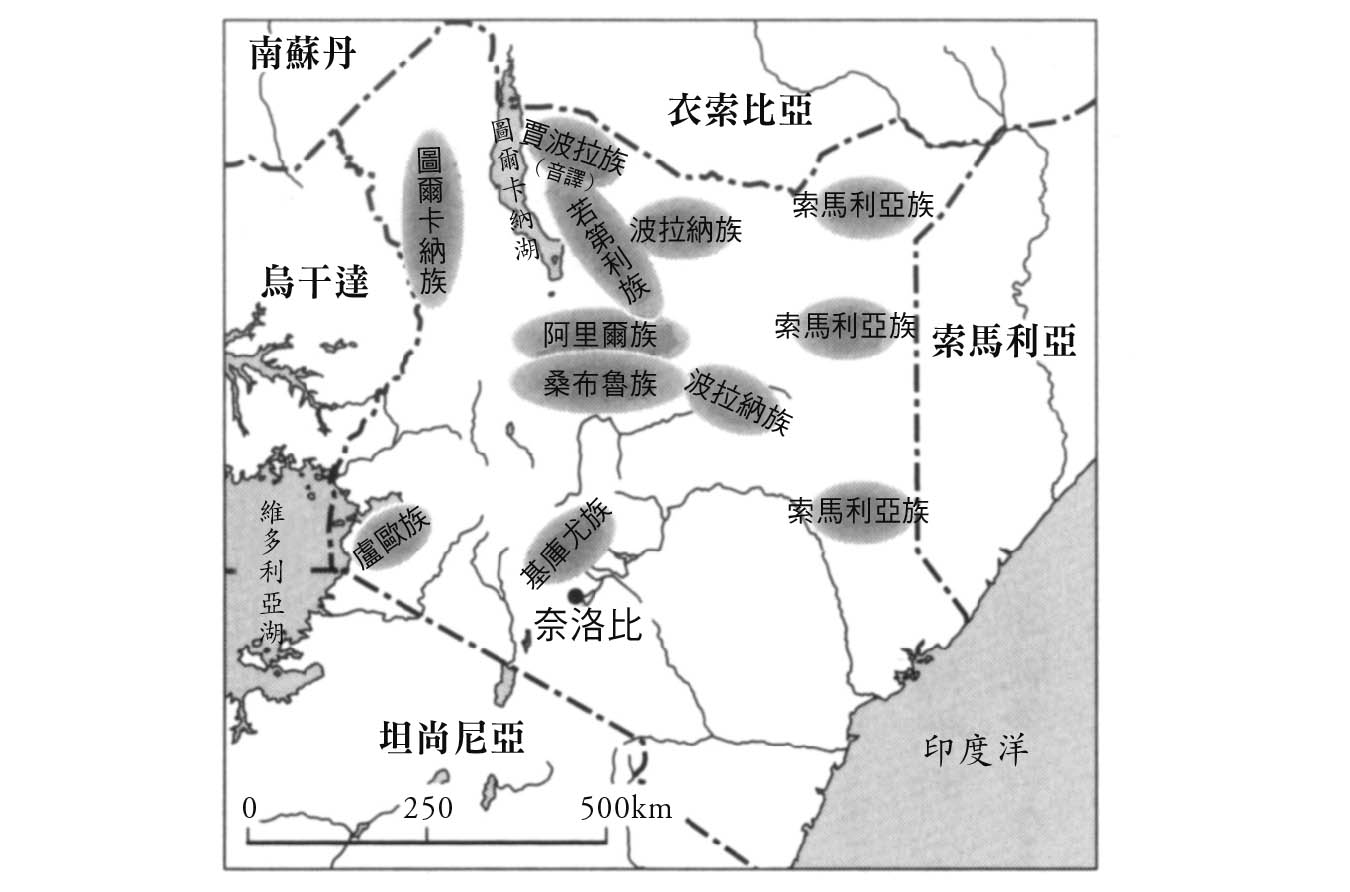 南蘇丹
衣索比亞
圖爾卡納湖
賈波拉族
（音譯）
圖爾卡納族
若第利族
波拉納族
索馬利亞族
烏干達
阿里爾族
索馬利亞族
索馬利亞
桑布魯族
波拉納族
維多利亞湖
盧歐族
基庫尤族
索馬利亞族
奈洛比
坦尚尼亞
印度洋
0 250 500km